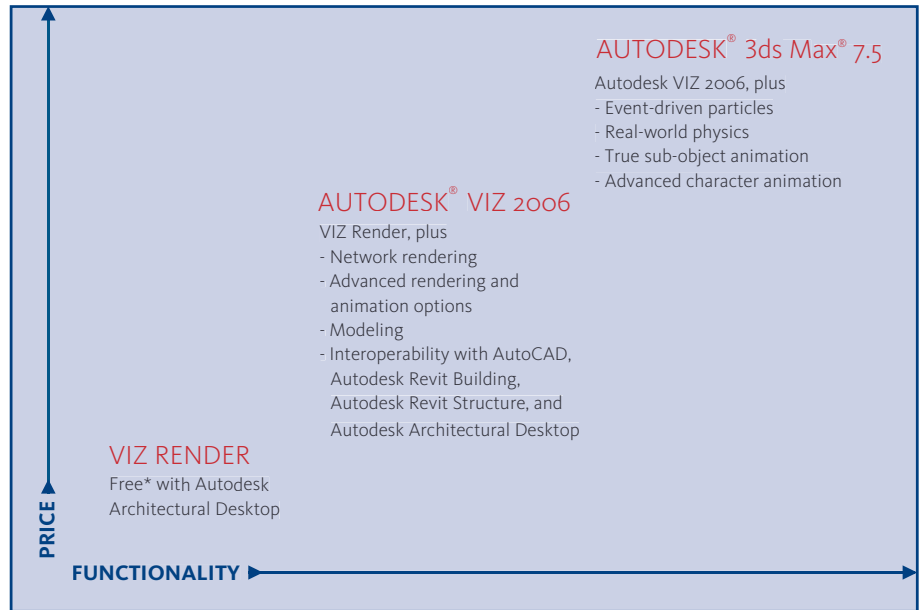 AUTODESK® 3ds Max® 7.5
Autodesk VIZ 2006, plus
- Event-driven particles
- Real-world physics
- True sub-object animation
- Advanced character animation
AUTODESK® VIZ 2006
VIZ Render, plus
- Network rendering
- Advanced rendering and
animation options
- Modeling
- Interoperability with AutoCAD,
Autodesk Revit Building,
Autodesk Revit Structure, and
Autodesk Architectural Desktop
VIZ RENDER
Free* with Autodesk
Architectural Desktop
PRICE
FUNCTIONALITY